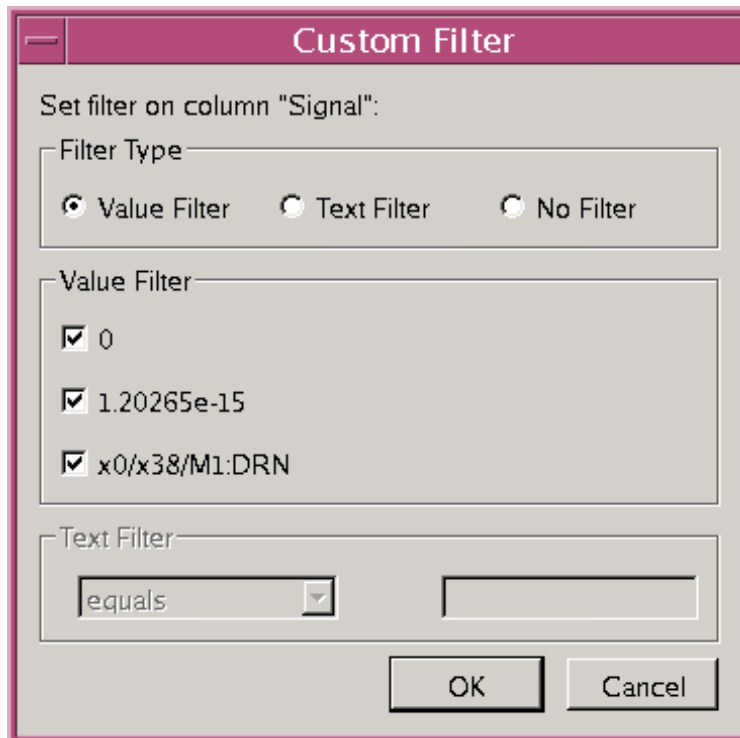 Custom Filter
Set filter on column "Signal":
Filter Type
Value Filter Text Filter No Filter
Value Filter
0
1.20265e-15
x0/x38/M1:DRN
Text Filter
equals
OK Cancel